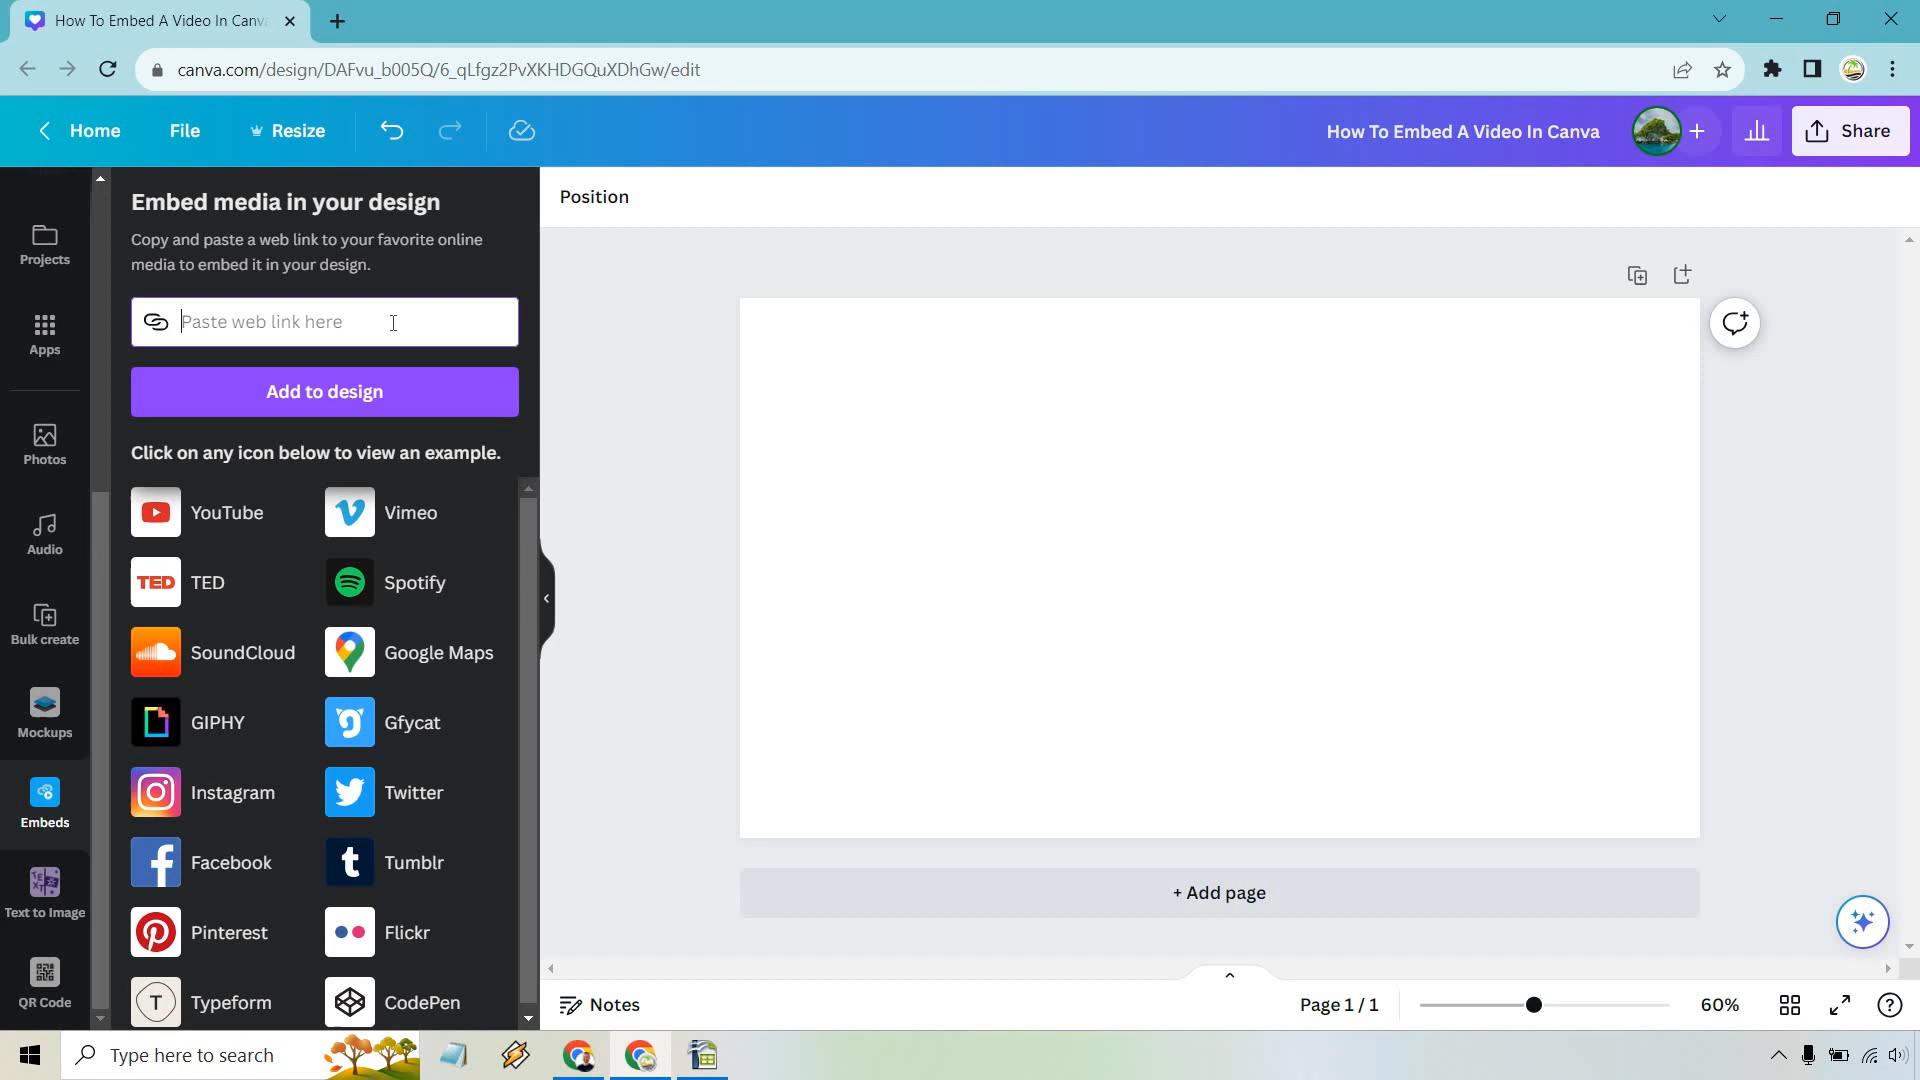 How To Embed A Video In Canva
canva.com/design/DAFvu_b005Q/6_qLfgz2PvXKHDGQuXDhGw/edit
Home
File
Resize
How To Embed A Video In Canva
Share
Projects
Apps
Photos
Audio
Bulk create
Mockups
Embeds
Text to Image
QR Code
Embed media in your design
Copy and paste a web link to your favorite online
media to embed it in your design.
Paste web link here
Add to design
Click on any icon below to view an example.
YouTube
Vimeo
TED
TED
Spotify
SoundCloud
Google Maps
GIPHY
Gfycat
Instagram
Twitter
Facebook
Tumblr
Pinterest
Flickr
T
Typeform
CodePen
Position
+ Add page
Notes
Page 1 / 1
60%
Type here to search